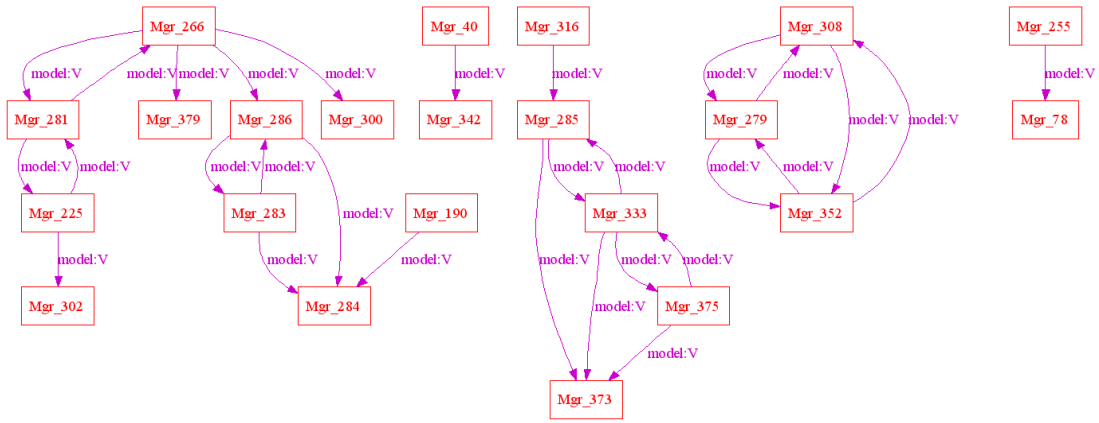 Mgr_266 Mgr_40 Mgr_316 Mgr_308 Mgr_255
model:V model:V model:V model:V model:V model:V model:V model:V model:V model:V model:V model:V
Mgr_281 Mgr_379 Mgr_286 Mgr_300 Mgr_342 Mgr_285 Mgr_279 Mgr_78
model:V model:V model:V model:V model:V model:V model:V model:V
Mgr_225 Mgr_283 model:V Mgr_190 Mgr_333 Mgr_352
model:V model:V model:V model:V model:V model:V
Mgr_302 Mgr_284 model:V Mgr_375
model:V
Mgr_373